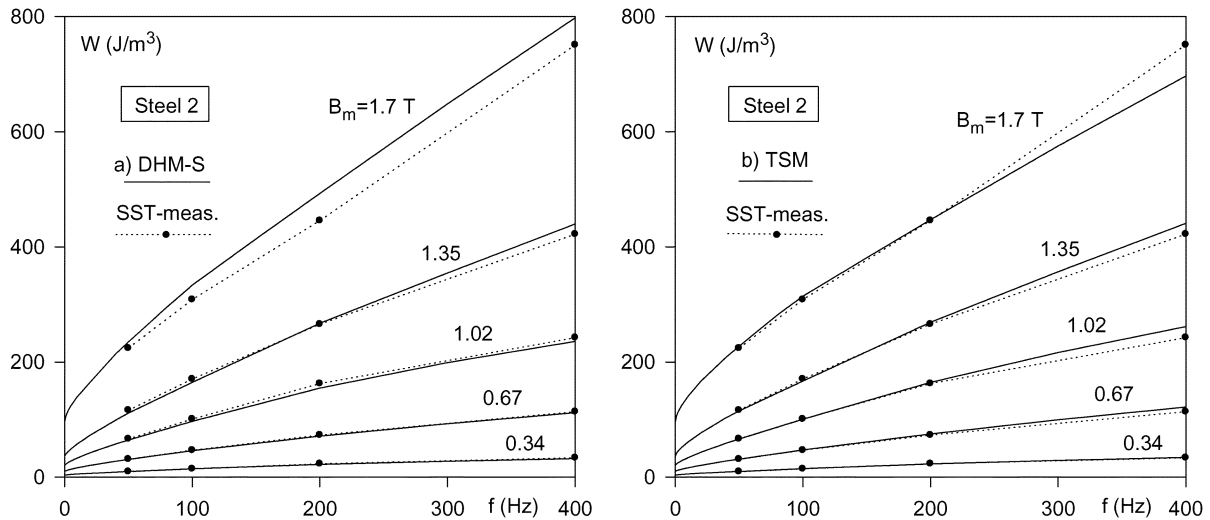 800
W (J/m³)
Steel 2
Bm=1.7 T
600
a) DHM-S
SST-meas.
400
1.35
1.02
200
0.67
0.34
0
0 100 200 300 f (Hz) 400
800
W (J/m³)
Steel 2
Bm=1.7 T
600
b) TSM
SST-meas.
400
1.35
1.02
200
0.67
0.34
0
0 100 200 300 f (Hz) 400